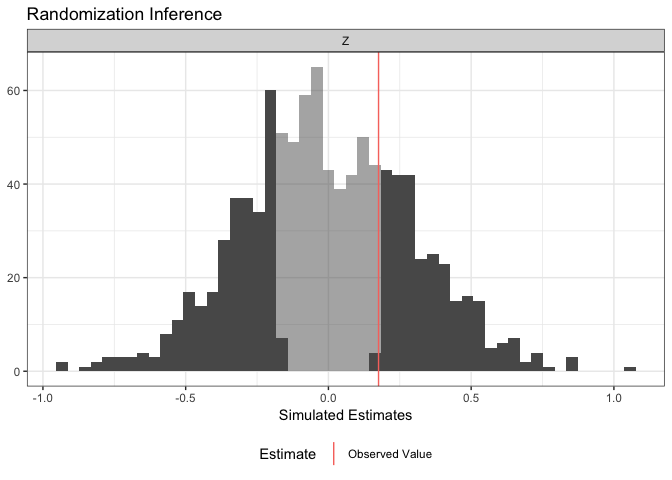 Randomization Inference
Z
60
40
20
0
-1.0 -0.5 0.0 0.5 1.0
Simulated Estimates
Estimate Observed Value